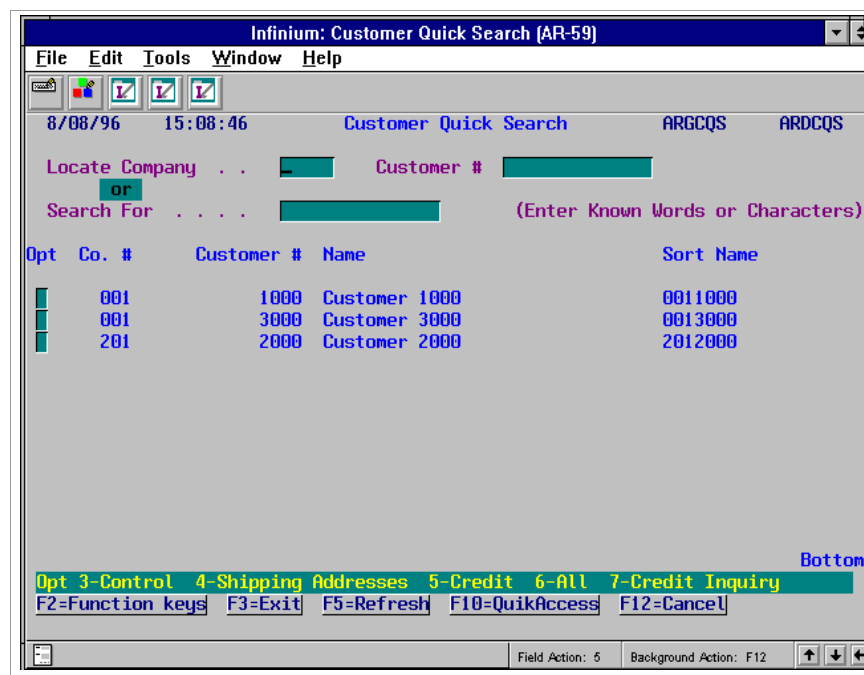 Infinium: Customer Quick Search (AR-59)
File Edit Tools Window Help
8/08/96 15:08:46 Customer Quick Search ARGCQS ARDCQS
Locate Company . . Customer #
or
Search For . . . . (Enter Known Words or Characters)
Opt Co. # Customer # Name Sort Name
001 1000 Customer 1000 0011000
001 3000 Customer 3000 0013000
201 2000 Customer 2000 2012000
Bottom
Opt 3-Control 4-Shipping Addresses 5-Credit 6-All 7-Credit Inquiry
F2=Function keys F3=Exit F5=Refresh F10=QuikAccess F12=Cancel
Field Action: 5 Background Action: F12